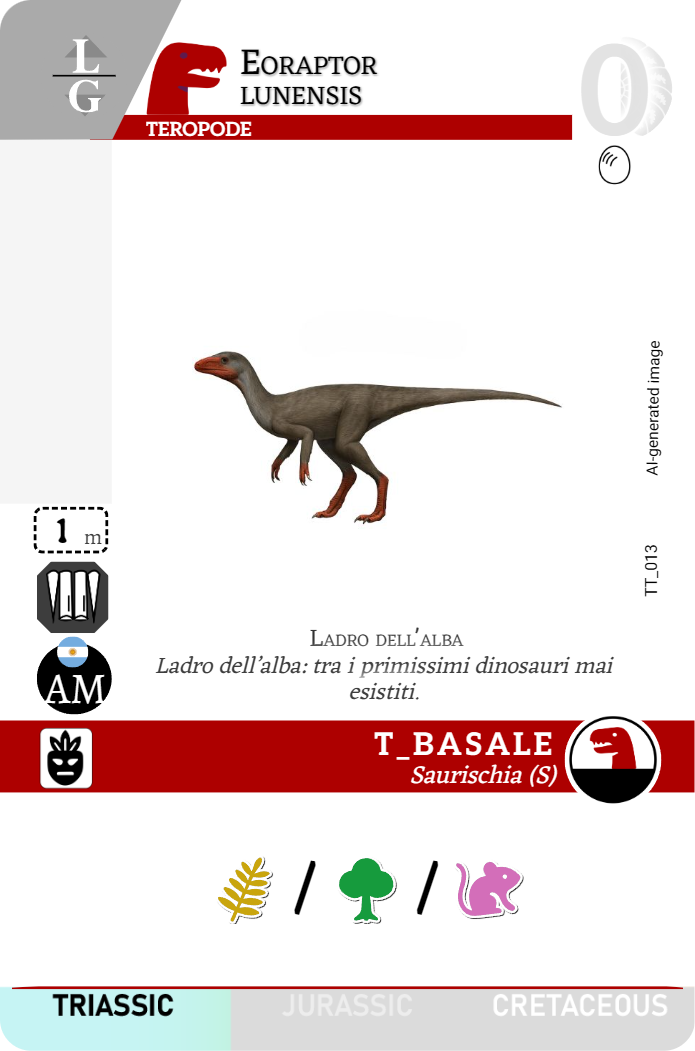 L
G
EORAPTOR
LUNENSIS
TEROPODE
0
AI-generated image
1 m
TT_013
AM
LADRO DELL'ALBA
Ladro dell'alba: tra i primissimi dinosauri mai
esistiti.
T_BASALE
Saurischia (S)
/ /
TRIASSIC JURASSIC CRETACEOUS